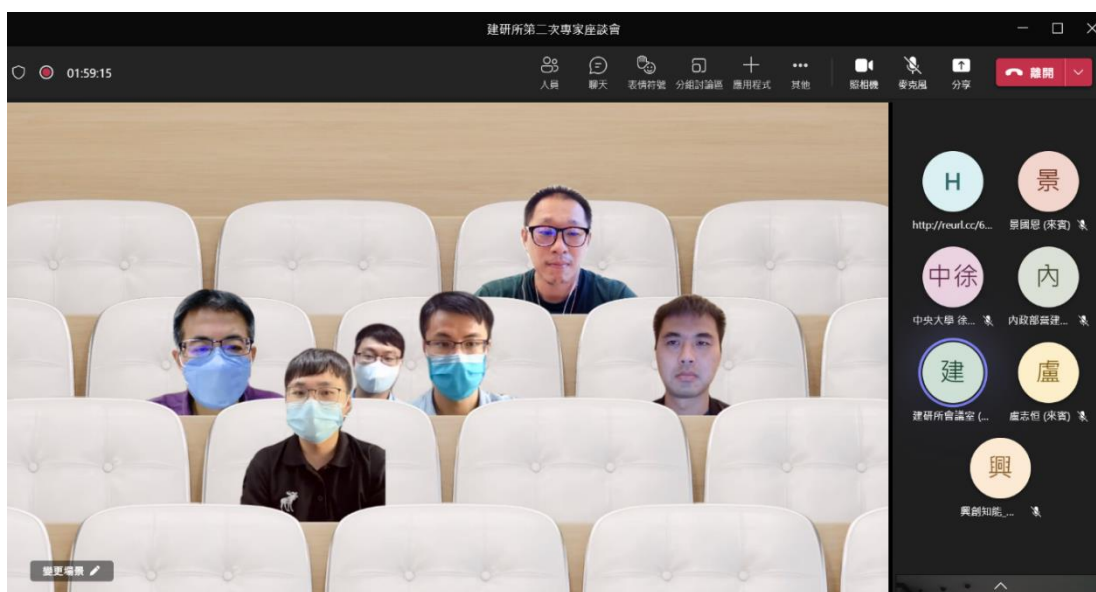 建研所第二次專家座談會
01:59:15
人員
聊天
表情符號
分組討論區
應用程式
其他
照相機
麥克風
分享
離開
H
景
http://reurl.cc/6...
景國恩 (來賓)
中徐
內
中央大學 徐...
內政部營建...
建
盧
建研所會議室 (...
盧志恒 (來賓)
興
興創知能_...
變更場景